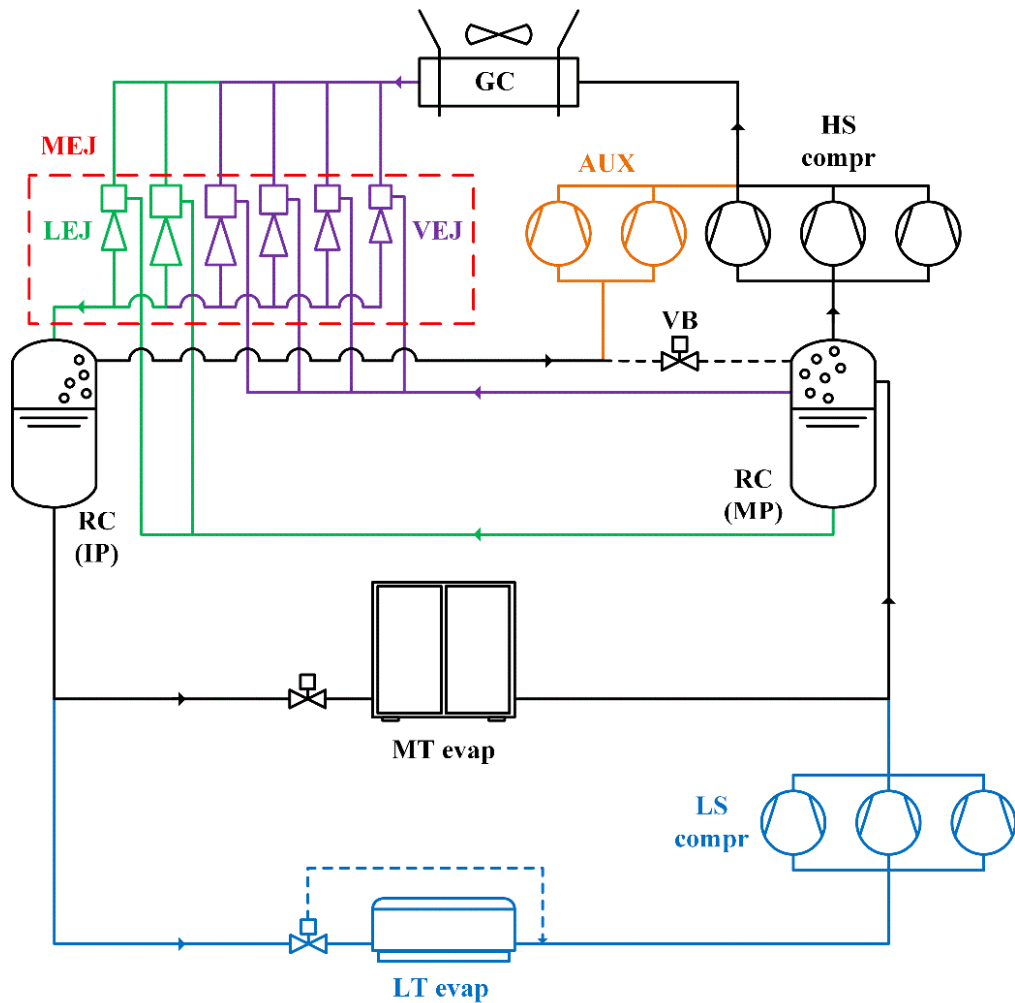 GC
HS
compr
MEJ
AUX
LEJ
VEJ
VB
RC
(IP)
RC
(MP)
MT evap
LS
compr
LT evap